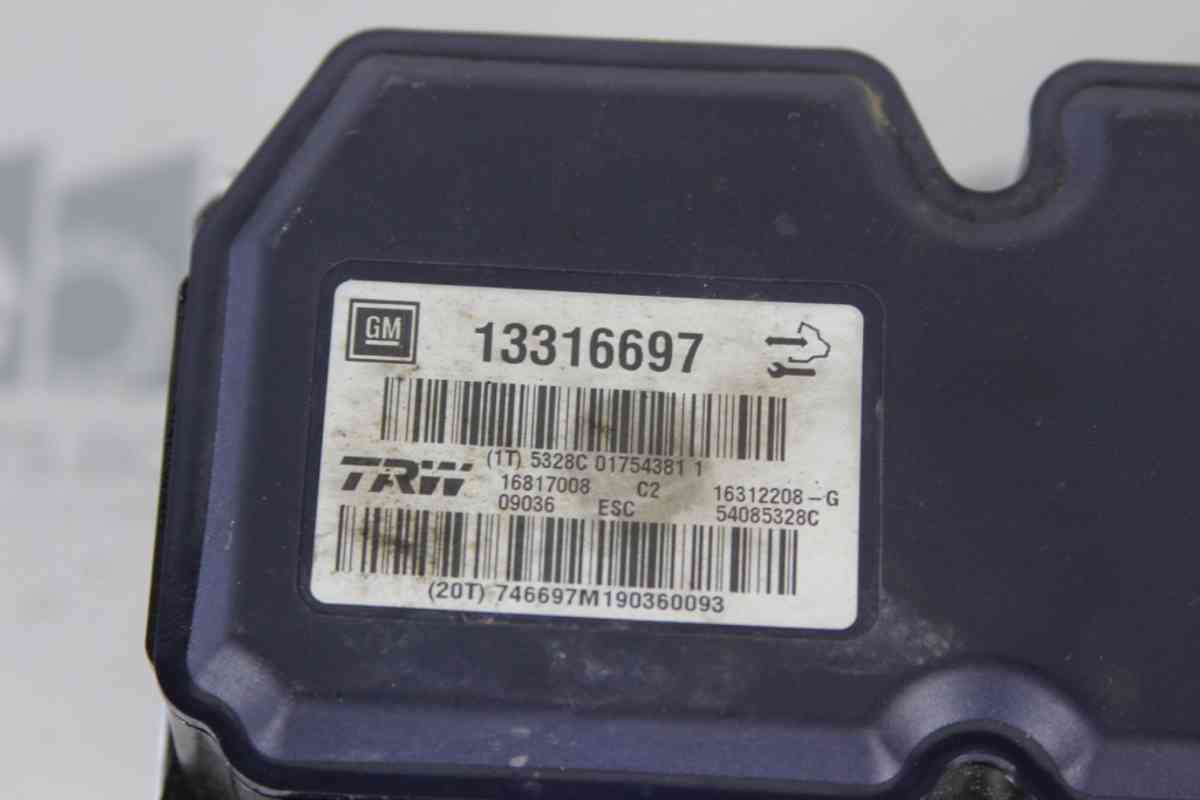 GM
13316697
(1T) 5328C 01754381 1
TRW
16817008 C2 16312208-G
09036 ESC 54085328C
(20T) 746697M190360093